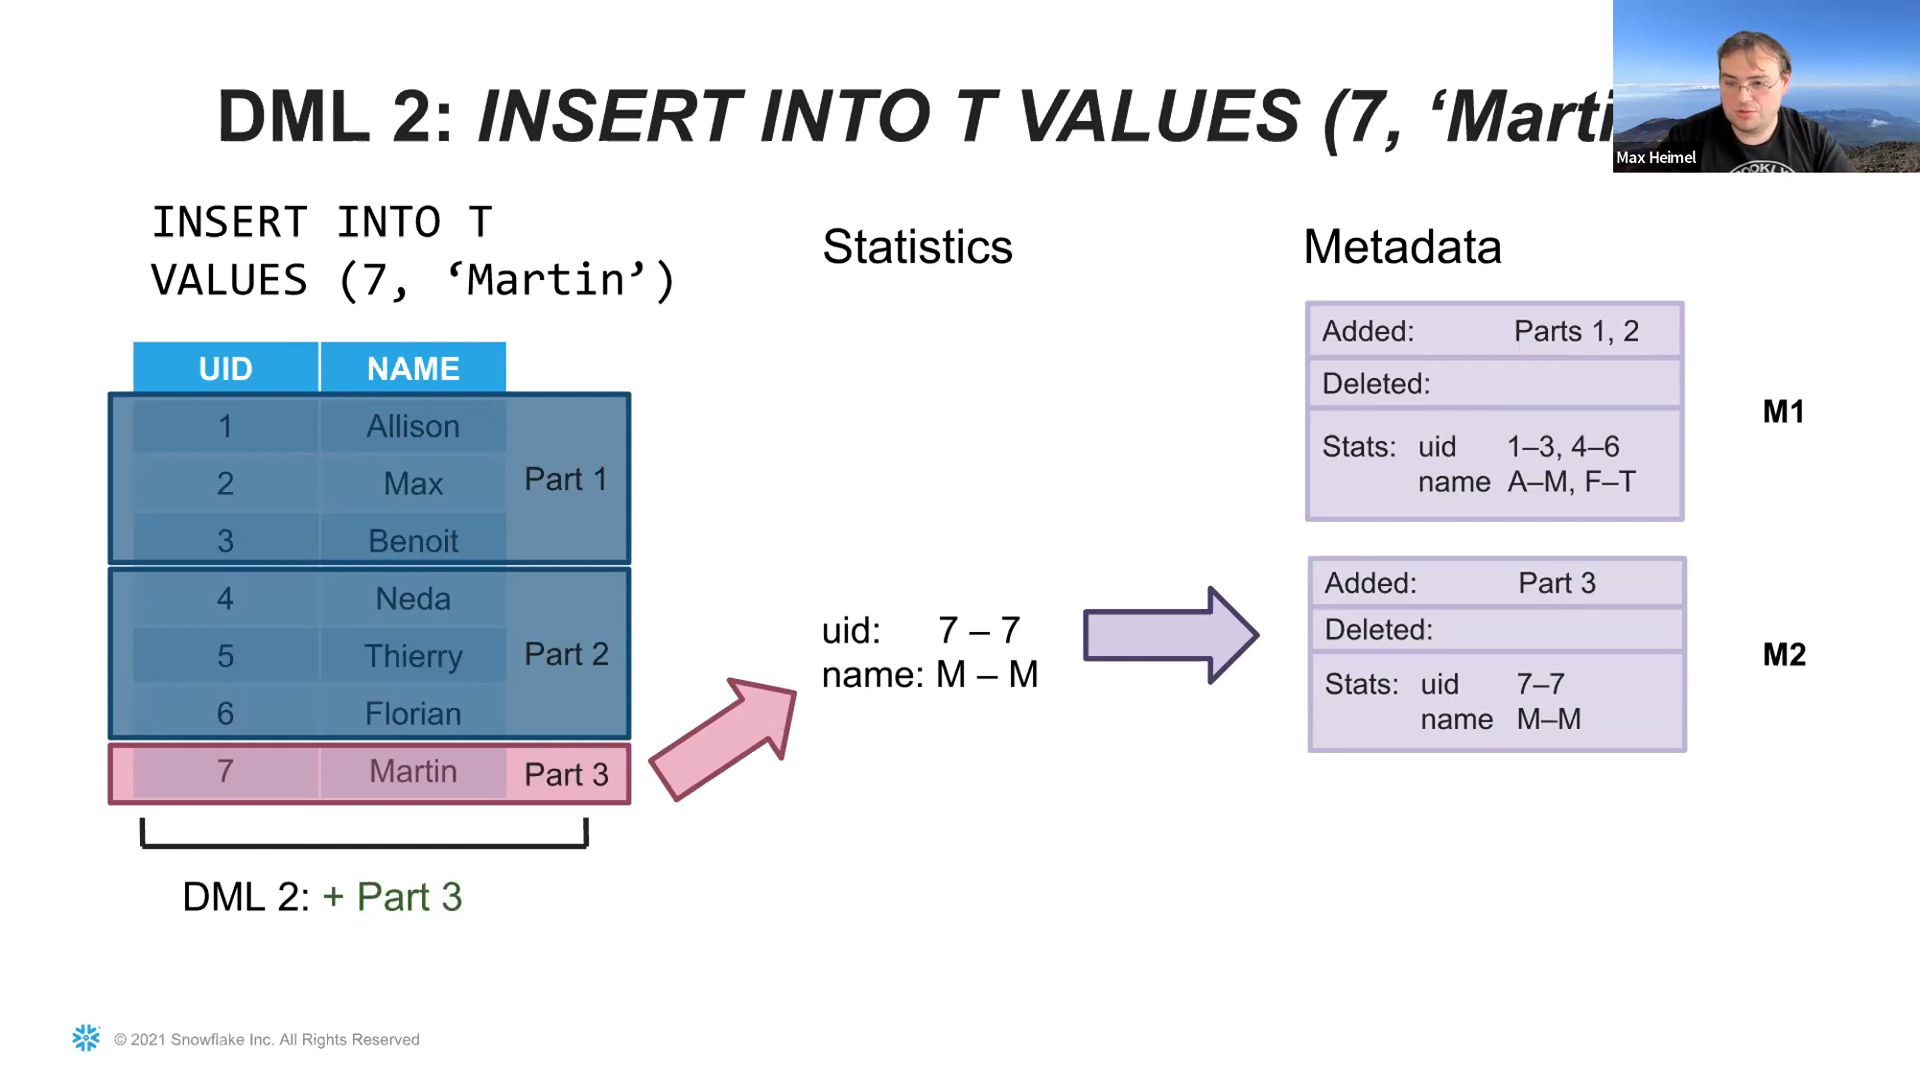 DML 2: INSERT INTO T VALUES (7, ‘Marti
Max Heimel
INSERT INTO T
VALUES (7, ‘Martin’)
UID NAME
1 Allison
2 Max
3 Benoit
Part 1
4 Neda
5 Thierry
6 Florian
Part 2
7 Martin Part 3
DML 2: + Part 3
Statistics
uid: 7 – 7
name: M – M
Metadata
Added: Parts 1, 2
Deleted:
Stats: uid 1–3, 4–6
name A–M, F–T
M1
Added: Part 3
Deleted:
Stats: uid 7–7
name M–M
M2
© 2021 Snowflake Inc. All Rights Reserved